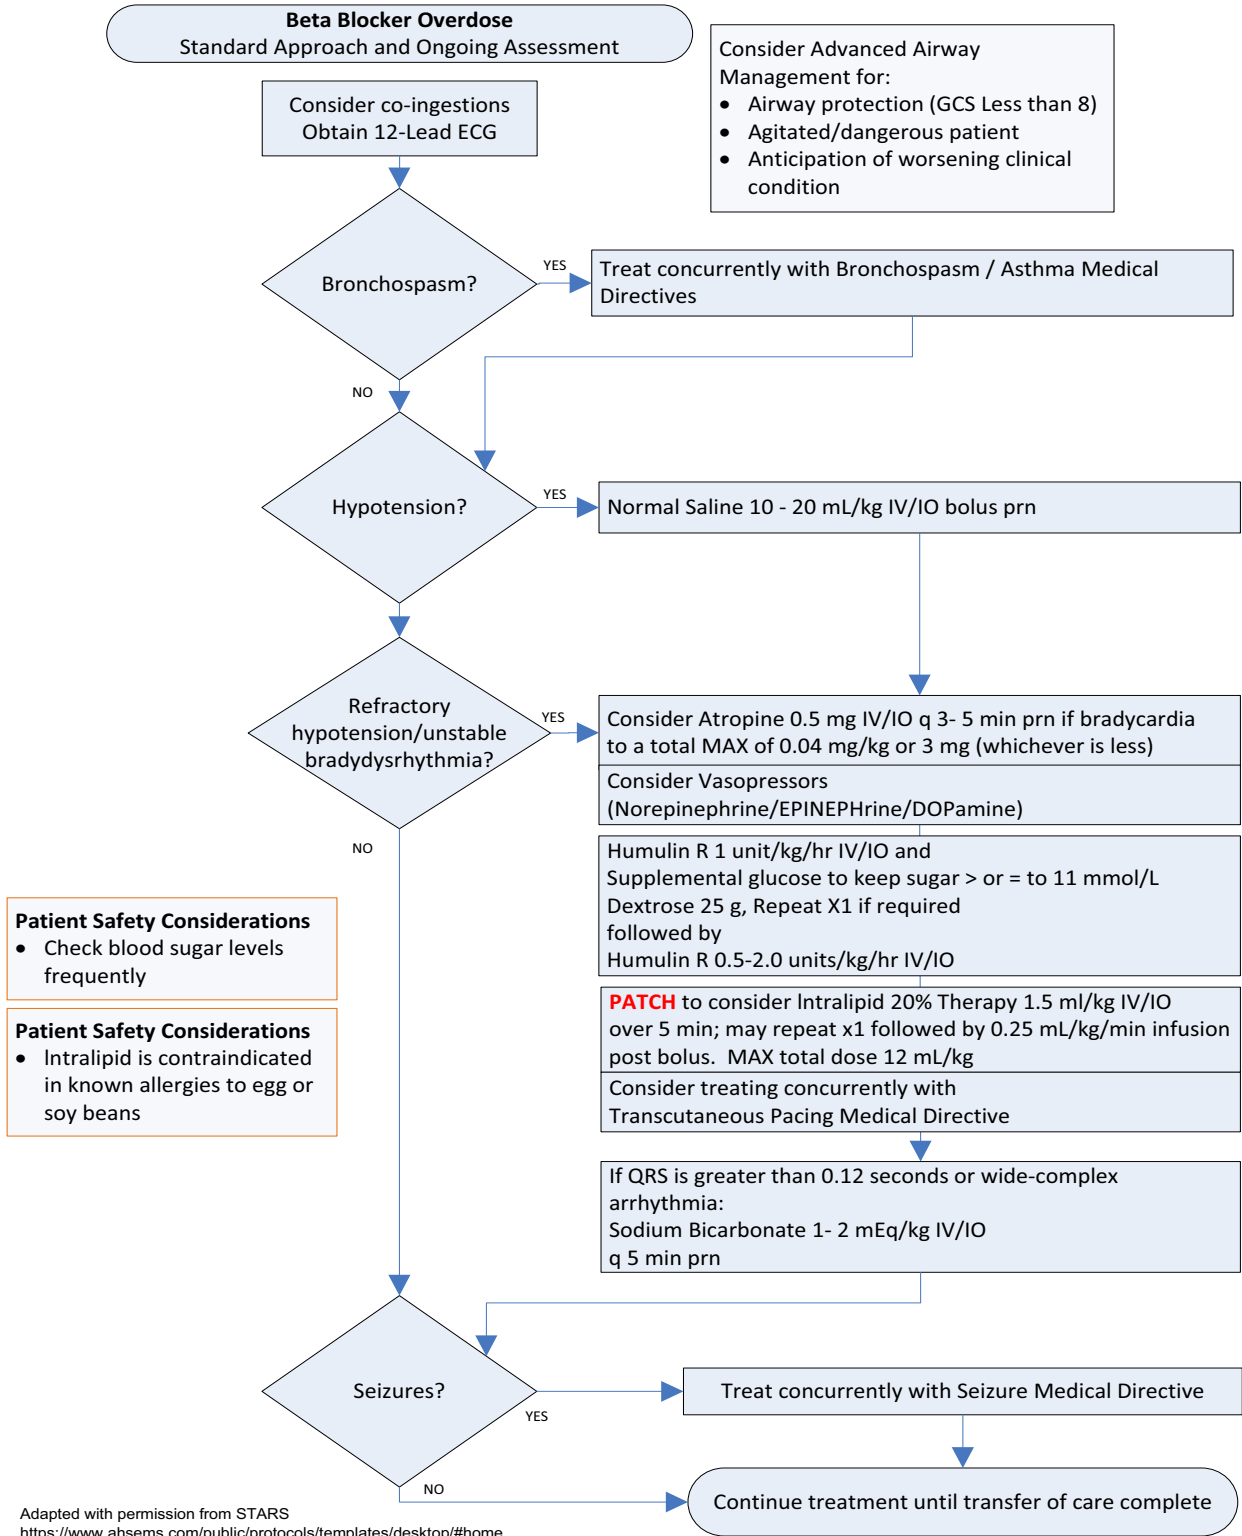 Beta Blocker Overdose
Standard Approach and Ongoing Assessment
Consider Advanced Airway
Management for:
• Airway protection (GCS Less than 8)
• Agitated/dangerous patient
• Anticipation of worsening clinical
condition
Consider co-ingestions
Obtain 12-Lead ECG
Bronchospasm?
YES
Treat concurrently with Bronchospasm / Asthma Medical
Directives
NO
Hypotension?
YES
Normal Saline 10 - 20 mL/kg IV/IO bolus prn
Refractory
hypotension/unstable
bradydysrhythmia?
YES
Consider Atropine 0.5 mg IV/IO q 3- 5 min prn if bradycardia
to a total MAX of 0.04 mg/kg or 3 mg (whichever is less)
Consider Vasopressors
(Norepinephrine/EPINEPHrine/DOPamine)
NO
Humulin R 1 unit/kg/hr IV/IO and
Supplemental glucose to keep sugar > or = to 11 mmol/L
Dextrose 25 g, Repeat X1 if required
followed by
Humulin R 0.5-2.0 units/kg/hr IV/IO
Patient Safety Considerations
• Check blood sugar levels
frequently
PATCH to consider Intralipid 20% Therapy 1.5 ml/kg IV/IO
over 5 min; may repeat x1 followed by 0.25 mL/kg/min infusion
post bolus. MAX total dose 12 mL/kg
Patient Safety Considerations
• Intralipid is contraindicated
in known allergies to egg or
soy beans
Consider treating concurrently with
Transcutaneous Pacing Medical Directive
If QRS is greater than 0.12 seconds or wide-complex
arrhythmia:
Sodium Bicarbonate 1- 2 mEq/kg IV/IO
q 5 min prn
Seizures?
YES
Treat concurrently with Seizure Medical Directive
NO
Continue treatment until transfer of care complete
Adapted with permission from STARS
https://www.ahsems.com/public/protocols/templates/desktop/#home